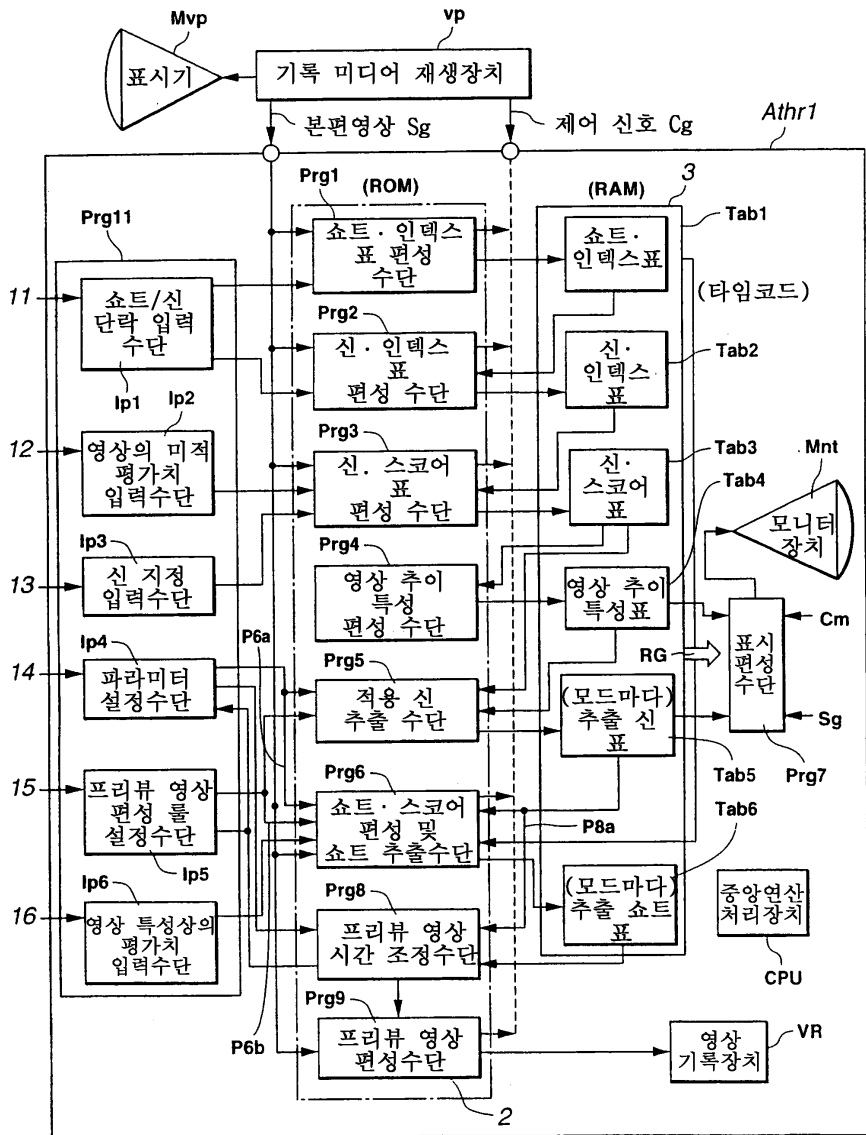 Mvp
vp
표시기
기록 미디어 재생장치
본편영상 Sg
제어 신호 Cg
Athr1
Prg1
(ROM)
(RAM)
3
Tab1
Prg11
11
쇼트/신
단락 입력
수단
Ip1
쇼트·인덱스
표 편성
수단
쇼트·
인덱스표
(타임코드)
Prg2
신·인덱스
표
편성 수단
신·
인덱스
표
Tab2
12
Ip2
영상의 미적
평가치
입력수단
Prg3
신. 스코어
표
편성 수단
신·
스코어
표
Tab3
Tab4
Mnt
모니터
장치
13
Ip3
신 지정
입력수단
Prg4
영상 추이
특성
편성 수단
영상 추이
특성표
Cm
RG
표시
편성
수단
Sg
Prg7
14
Ip4
파라미터
설정수단
P6a
Prg5
적용 신
추출 수단
(모드마다)
추출 신
표
Tab5
15
프리뷰 영상
편성 룰
설정수단
Ip5
Prg6
쇼트·스코어
편성 및
쇼트 추출수단
P8a
Tab6
16
Ip6
영상 특성상의
평가치
입력수단
Prg8
프리뷰 영상
시간 조정수단
(모드마다)
추출 쇼트
표
중앙연산
처리장치
CPU
P6b
Prg9
프리뷰 영상
편성수단
2
영상
기록장치
VR